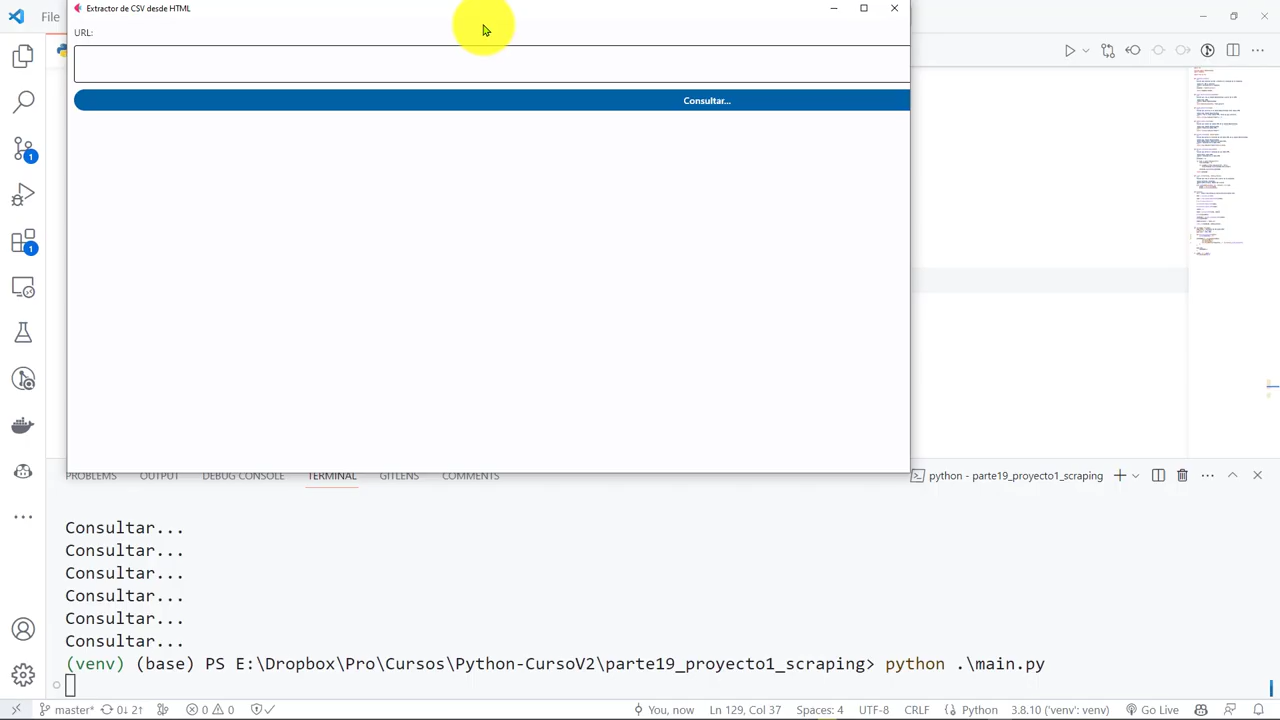 File
Extractor de CSV desde HTML
URL:
Consultar...
1
1
PROBLEMS
OUTPUT
DEBUG CONSOLE
TERMINAL
GITLENS
COMMENTS
python - parte19_proyecto1_scraping
Consultar...
Consultar...
Consultar...
Consultar...
Consultar...
Consultar...
(venv) (base) PS E:\Dropbox\Pro\Cursos\Python-CursoV2\parte19_proyecto1_scraping> python .\main.py
master* 0↓ 2↑ 0 0 You, now Ln 129, Col 37 Spaces: 4 UTF-8 CRLF Python 3.8.10 ('venv': venv) Go Live